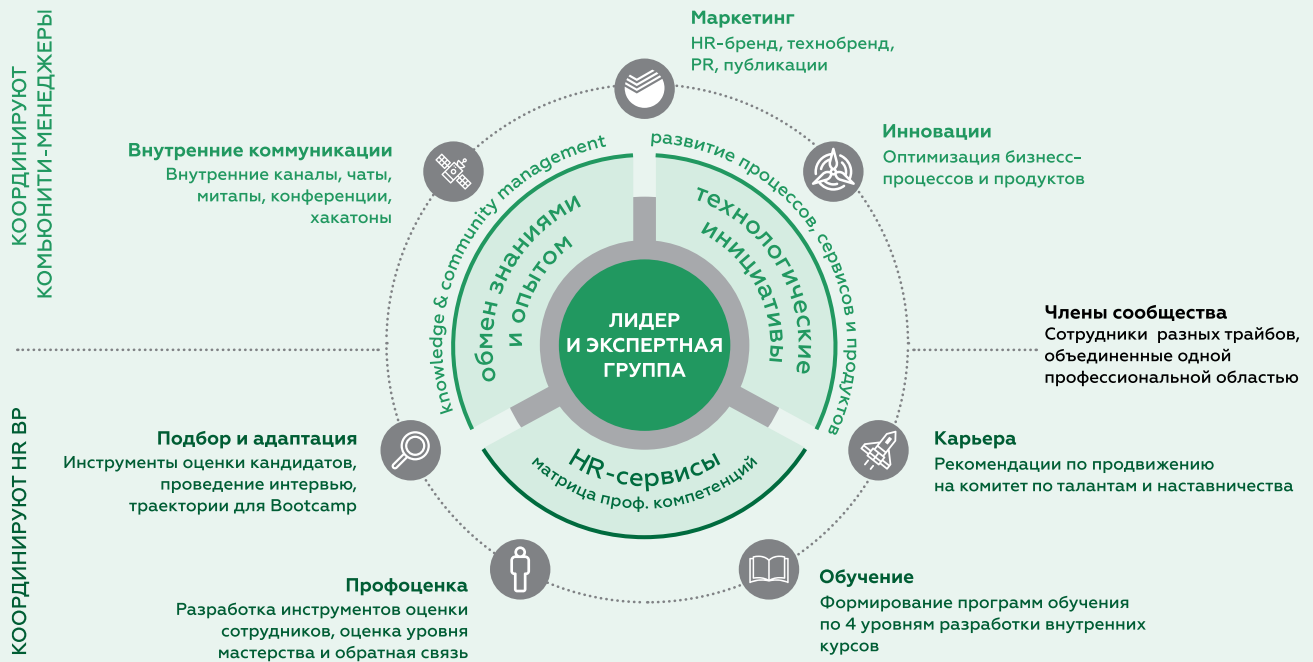 КООРДИНИРУЮТ
КОМЬЮНИТИ-МЕНЕДЖЕРЫ
Маркетинг
HR-бренд, технобренд,
PR, публикации
Внутренние коммуникации
Внутренние каналы, чаты,
митапы, конференции,
хакатоны
Инновации
Оптимизация бизнесс-
процессов и продуктов
knowledge & community management
обмен знаниями
и опытом
развитие процессов, сервисов и продуктов
технологические
инициативы
ЛИДЕР
И ЭКСПЕРТНАЯ
ГРУППА
Члены сообщества
Сотрудники разных трайбов,
объединенные одной
профессиональной областью
HR-сервисы
матрица проф. компетенций
КООРДИНИРУЮТ HR BP
Подбор и адаптация
Инструменты оценки кандидатов,
проведение интервью,
траектории для Bootcamp
Карьера
Рекомендации по продвижению
на комитет по талантам и наставничества
Профоценка
Разработка инструментов оценки
сотрудников, оценка уровня
мастерства и обратная связь
Обучение
Формирование программ обучения
по 4 уровням разработки внутренних
курсов